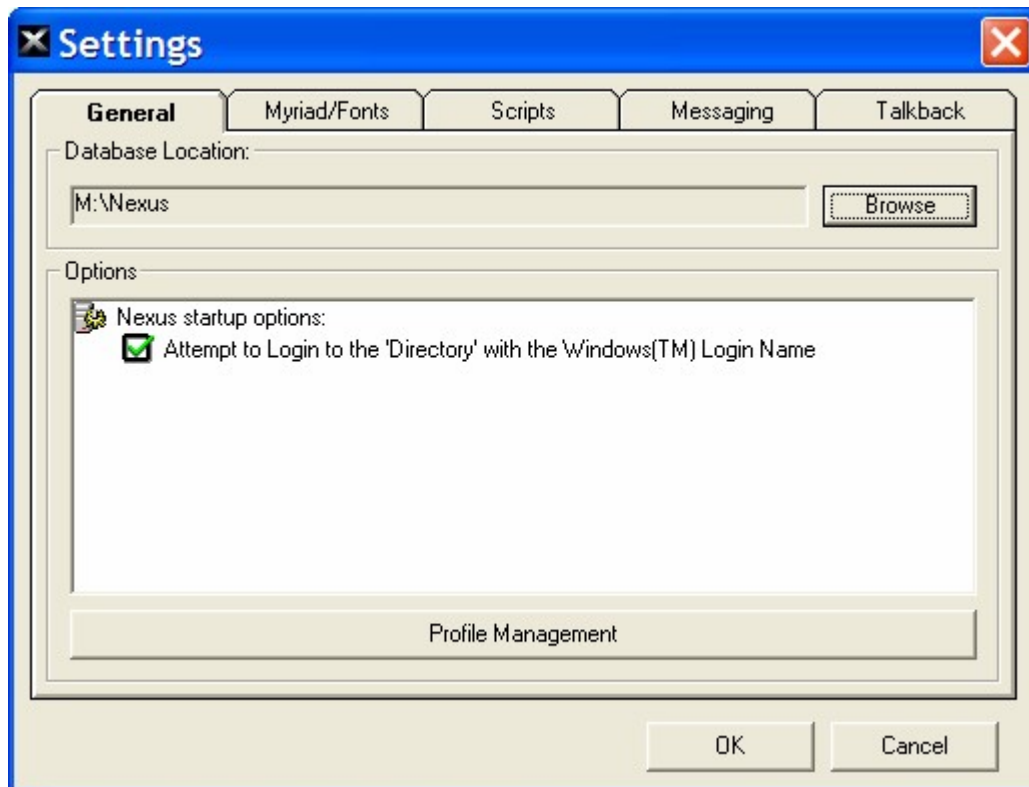 Settings
General Myriad/Fonts Scripts Messaging Talkback
Database Location:
M:\Nexus Browse
Options
Nexus startup options:
Attempt to Login to the 'Directory' with the Windows(TM) Login Name
Profile Management
OK Cancel